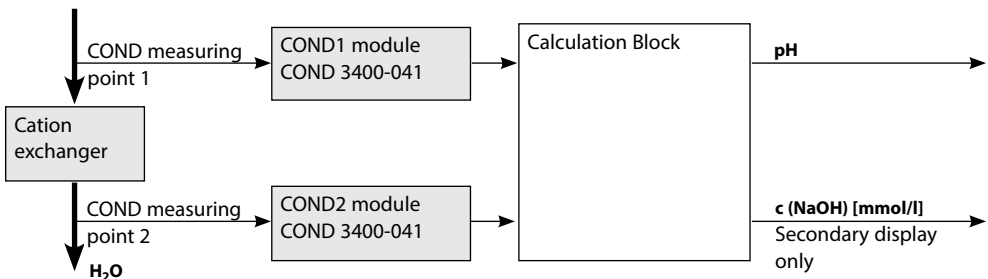 COND measuring
point 1
COND1 module
COND 3400-041
Calculation Block
pH
Cation
exchanger
COND measuring
point 2
COND2 module
COND 3400-041
c (NaOH) [mmol/l]
Secondary display
only
H₂O